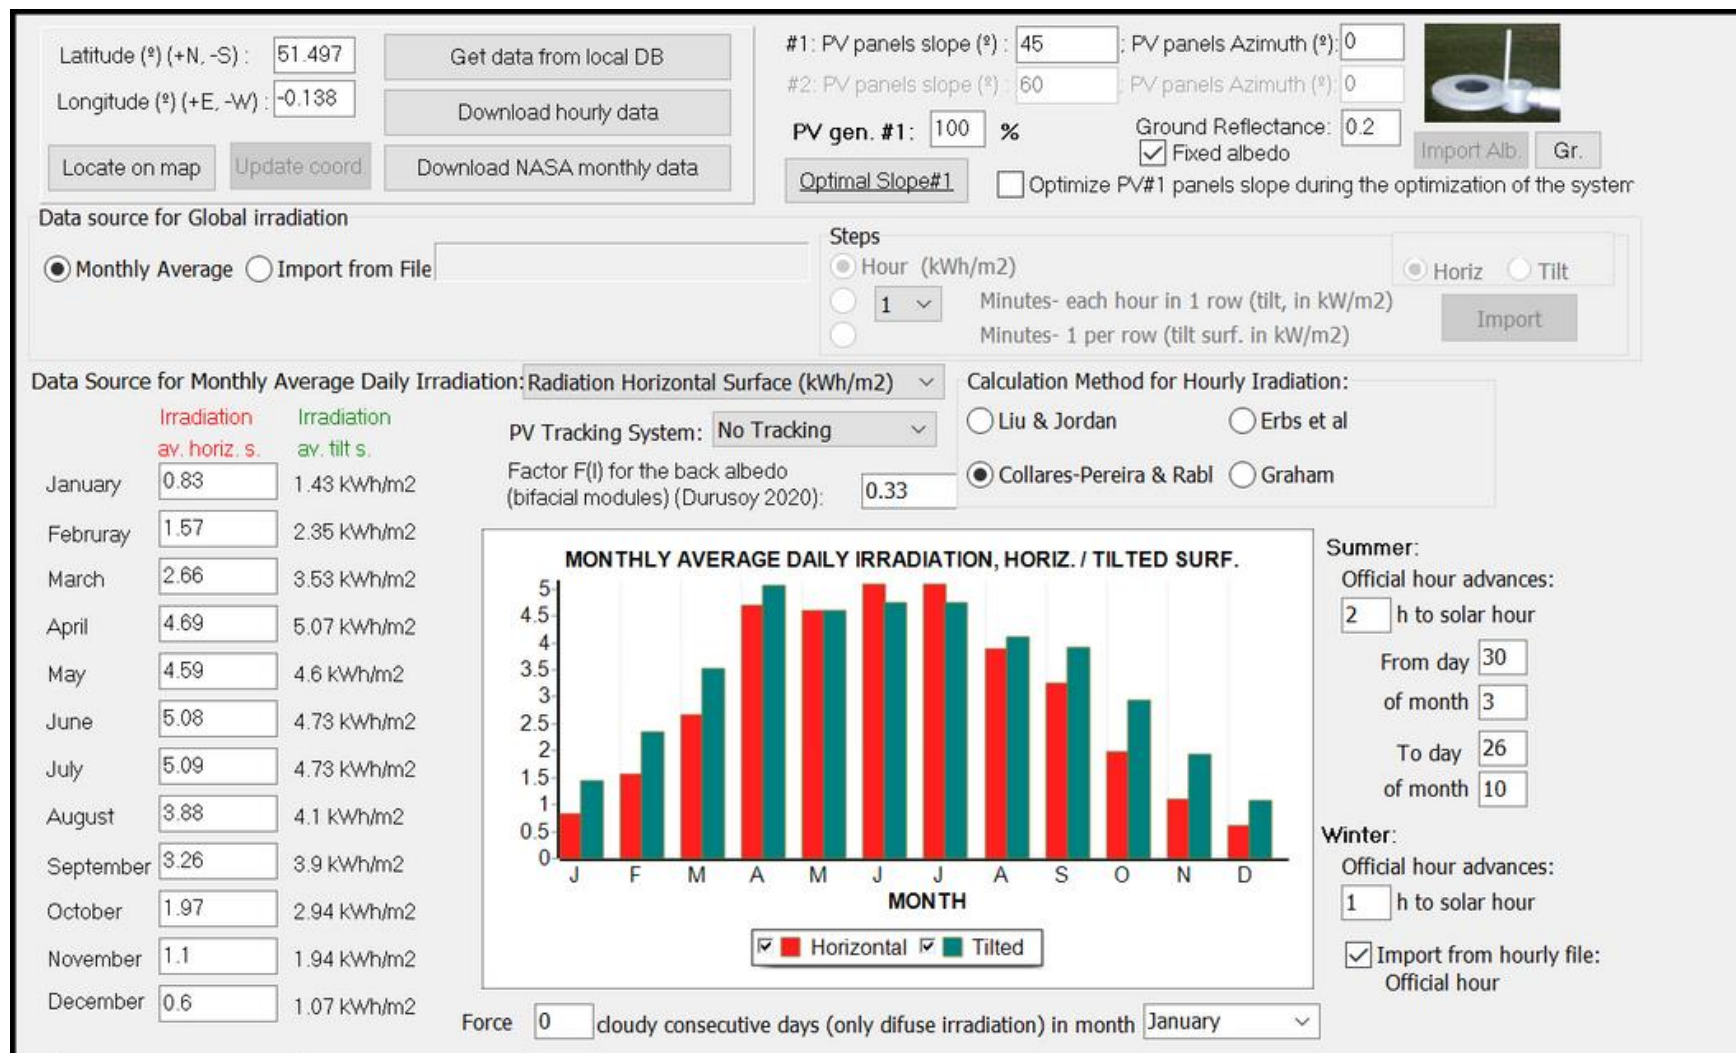 Latitude (º) (+N, -S) : 51.497
Get data from local DB
Longitude (º) (+E, -W) : -0.138
Download hourly data
Locate on map
Update coord.
Download NASA monthly data
#1: PV panels slope (º) : 45 ; PV panels Azimuth (º): 0
#2: PV panels slope (º) : 60 ; PV panels Azimuth (º): 0
PV gen. #1: 100 %
Ground Reflectance: 0.2
Fixed albedo
Import Alb. Gr.
Optimal Slope#1
Optimize PV#1 panels slope during the optimization of the system
Data source for Global irradiation
Monthly Average Import from File
Steps
Hour (kWh/m2)
Horiz Tilt
1 Minutes- each hour in 1 row (tilt, in kW/m2)
Minutes- 1 per row (tilt surf. in kW/m2)
Import
Data Source for Monthly Average Daily Irradiation: Radiation Horizontal Surface (kWh/m2)
Calculation Method for Hourly Iradiation:
Liu & Jordan Erbs et al
Collares-Pereira & Rabl Graham
PV Tracking System: No Tracking
Factor F(l) for the back albedo
(bifacial modules) (Durusoy 2020): 0.33
Irradiation Irradiation
av. horiz. s. av. tilt s.
January 0.83 1.43 kWh/m2
Februray 1.57 2.35 kWh/m2
March 2.66 3.53 kWh/m2
April 4.69 5.07 kWh/m2
May 4.59 4.6 kWh/m2
June 5.08 4.73 kWh/m2
July 5.09 4.73 kWh/m2
August 3.88 4.1 kWh/m2
September 3.26 3.9 kWh/m2
October 1.97 2.94 kWh/m2
November 1.1 1.94 kWh/m2
December 0.6 1.07 kWh/m2
MONTHLY AVERAGE DAILY IRRADIATION, HORIZ. / TILTED SURF.
5
4.5
4
3.5
3
2.5
2
1.5
1
0.5
0
J F M A M J J A S O N D
MONTH
Horizontal Tilted
Force 0 cloudy consecutive days (only difuse irradiation) in month January
Summer:
Official hour advances:
2 h to solar hour
From day 30
of month 3
To day 26
of month 10
Winter:
Official hour advances:
1 h to solar hour
Import from hourly file:
Official hour